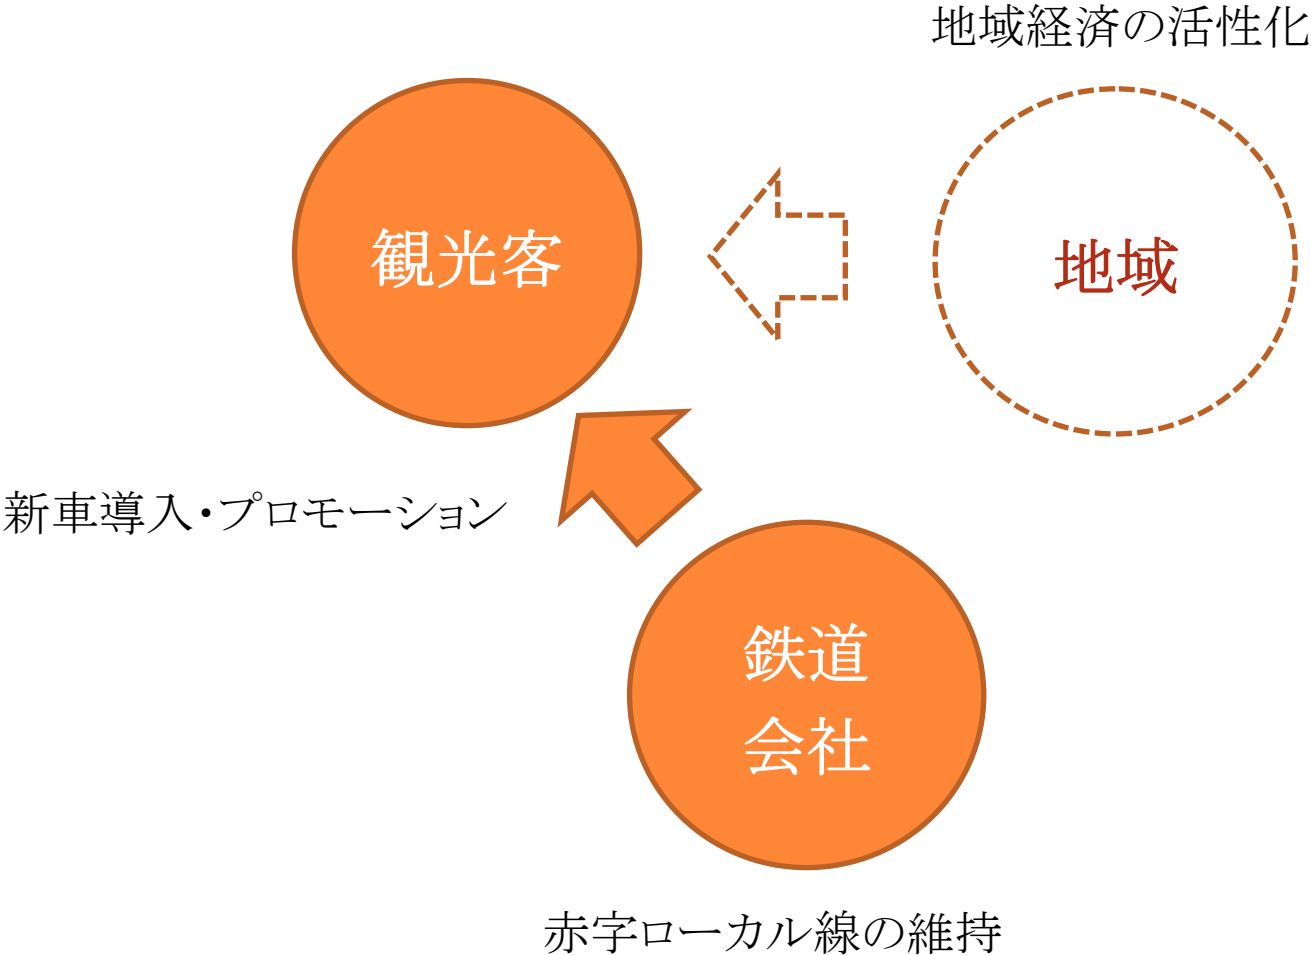 地域経済の活性化
観光客
地域
新車導入・プロモーション
鉄道
会社
赤字ローカル線の維持